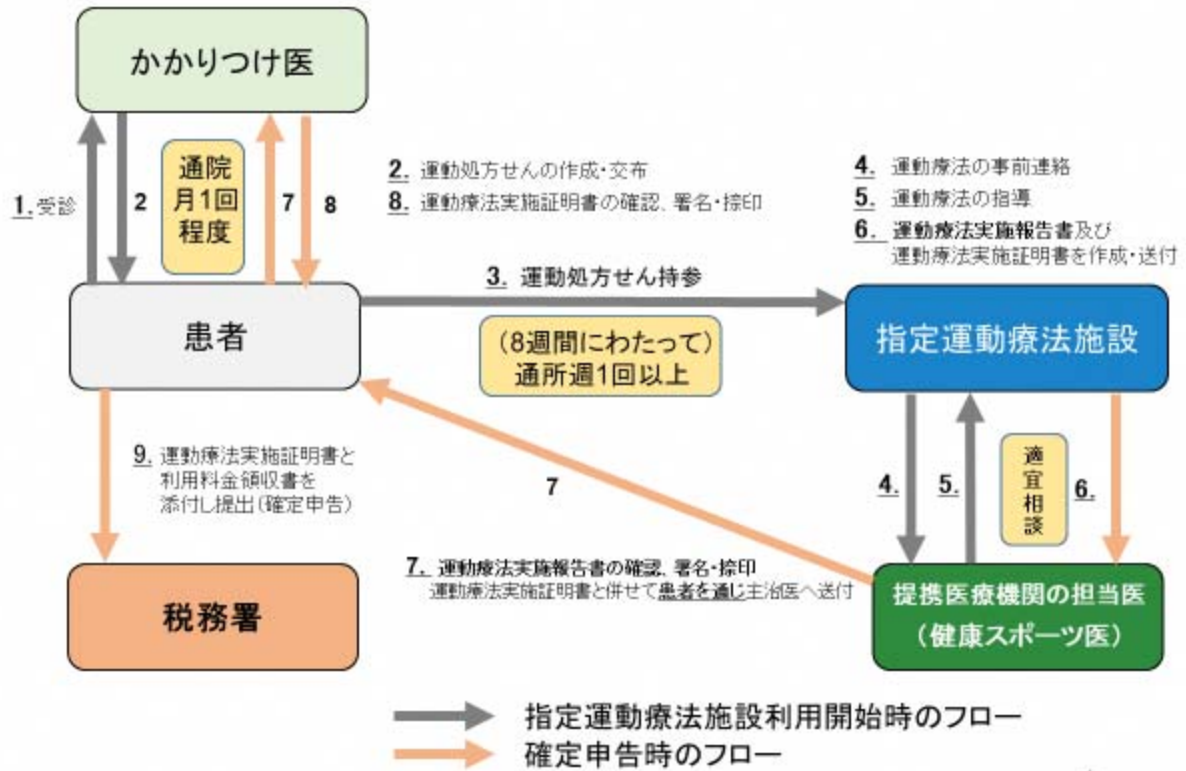 かかりつけ医
1.受診
2
通院
月1回
程度
7
8
2. 運動処方せんの作成・交布
8. 運動療法実施証明書の確認、署名・捺印
4. 運動療法の事前連絡
5. 運動療法の指導
6. 運動療法実施報告書及び
運動療法実施証明書を作成・送付
患者
3. 運動処方せん持参
(8週間にわたって)
通所週1回以上
指定運動療法施設
9. 運動療法実施証明書と
利用料金領収書を
添付し提出(確定申告)
7
4.
5.
適宜相談
6.
7. 運動療法実施報告書の確認、署名・捺印
運動療法実施証明書と併せて患者を通じ主治医へ送付
税務署
提携医療機関の担当医
(健康スポーツ医)
指定運動療法施設利用開始時のフロー
確定申告時のフロー